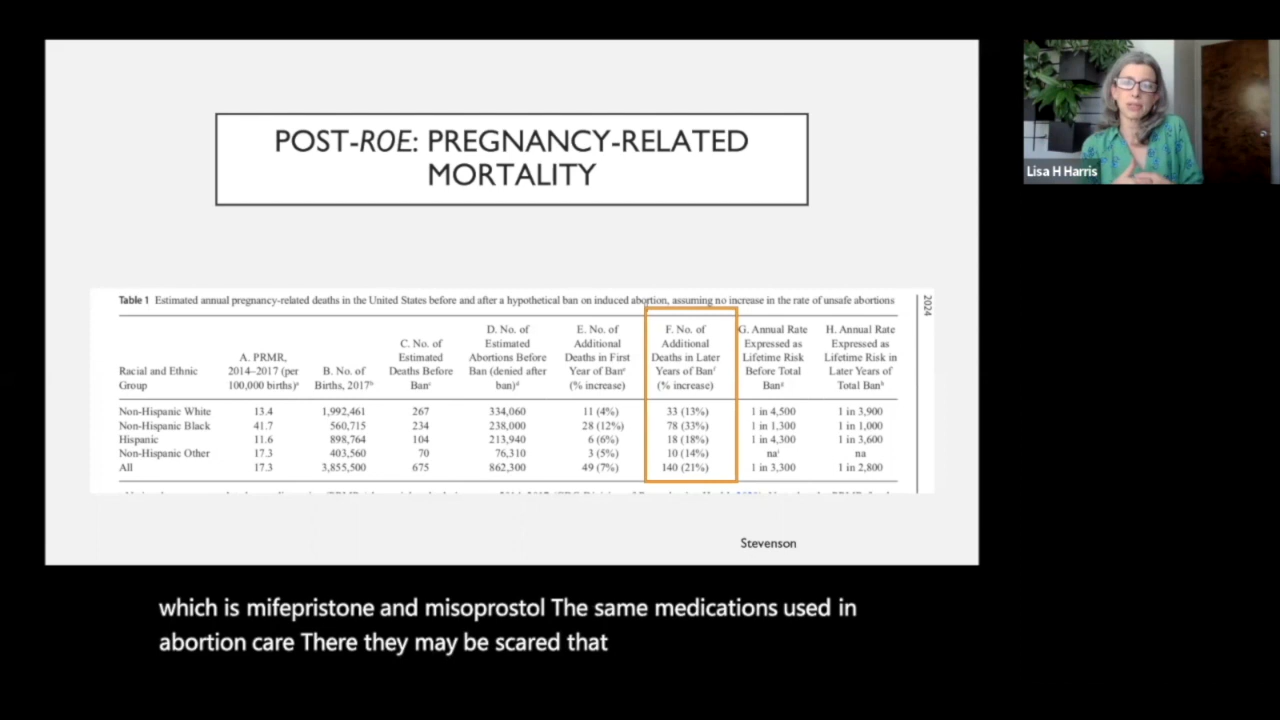 POST-ROE: PREGNANCY-RELATED
MORTALITY
Lisa H Harris
Table 1 Estimated annual pregnancy-related deaths in the United States before and after a hypothetical ban on induced abortion, assuming no increase in the rate of unsafe abortions
2024
Racial and Ethnic
Group
A. PRMR,
2014–2017 (per
100,000 births)ᵃ
B. No. of
Births, 2017ᵇ
C. No. of
Estimated
Deaths Before
Banᶜ
D. No. of
Estimated
Abortions Before
Ban (denied after
ban)ᵈ
E. No. of
Additional
Deaths in First
Year of Banᵉ
(% increase)
F. No. of
Additional
Deaths in Later
Years of Banᶠ
(% increase)
G. Annual Rate
Expressed as
Lifetime Risk
Before Total
Banᵍ
H. Annual Rate
Expressed as
Lifetime Risk in
Later Years of
Total Banʰ
Non-Hispanic White 13.4 1,992,461 267 334,060 11 (4%) 33 (13%) 1 in 4,500 1 in 3,900
Non-Hispanic Black 41.7 560,715 234 238,000 28 (12%) 78 (33%) 1 in 1,300 1 in 1,000
Hispanic 11.6 898,764 104 213,940 6 (6%) 18 (18%) 1 in 4,300 1 in 3,600
Non-Hispanic Other 17.3 403,560 70 76,310 3 (5%) 10 (14%) naⁱ na
All 17.3 3,855,500 675 862,300 49 (7%) 140 (21%) 1 in 3,300 1 in 2,800
Stevenson
which is mifepristone and misoprostol The same medications used in
abortion care There they may be scared that